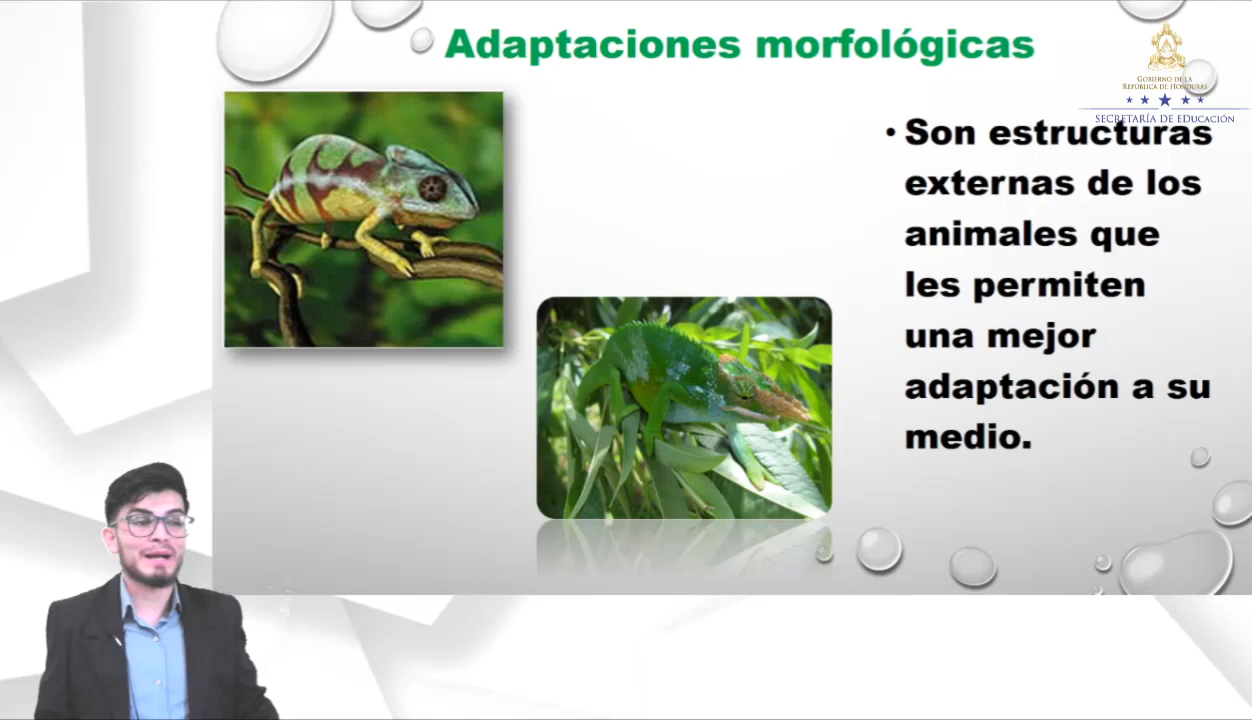 Adaptaciones morfológicas
GOBIERNO DE LA
REPÚBLICA DE HONDURAS
SECRETARÍA DE EDUCACIÓN
• Son estructuras
externas de los
animales que
les permiten
una mejor
adaptación a su
medio.